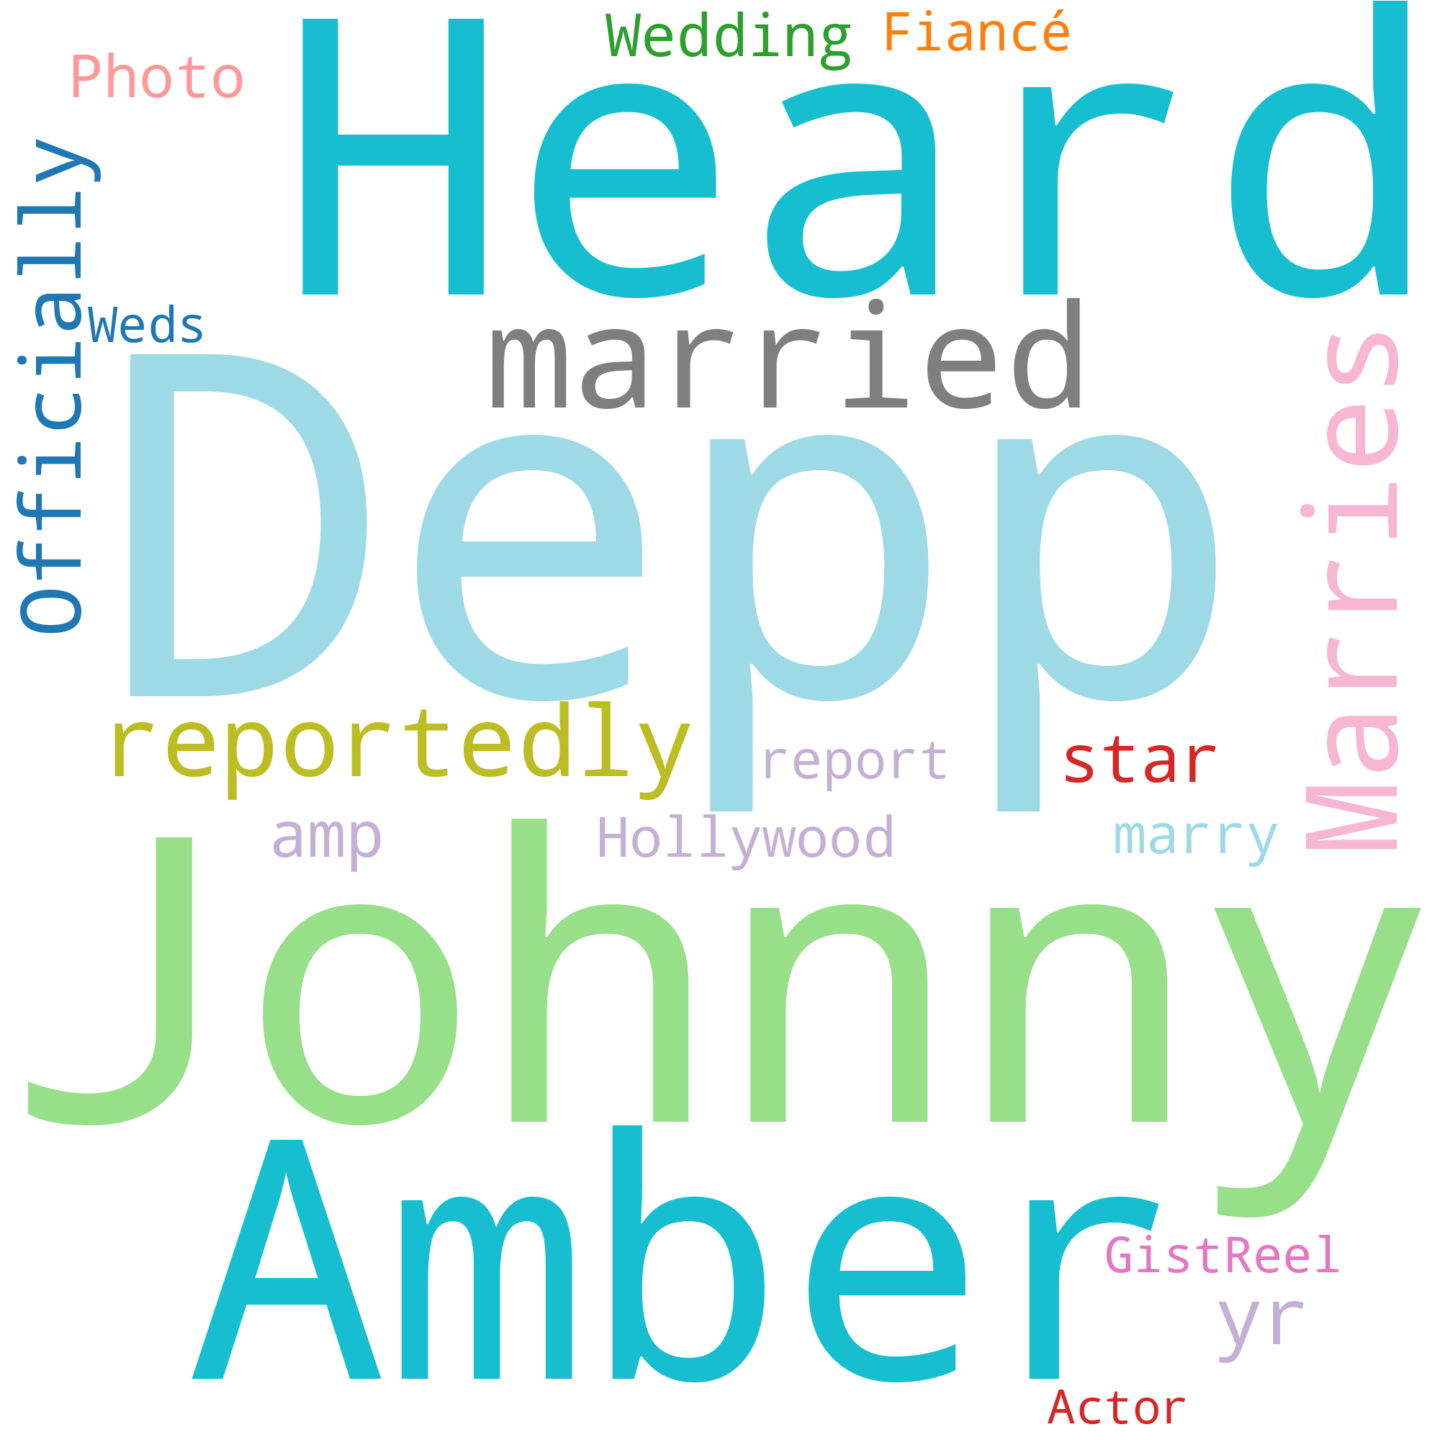 Wedding Fiancé
Photo
Heard
Officially
Weds
married
Marries
Depp
reportedly
report
star
amp
Hollywood
marry
Johnny
Amber
GistReel
yr
Actor